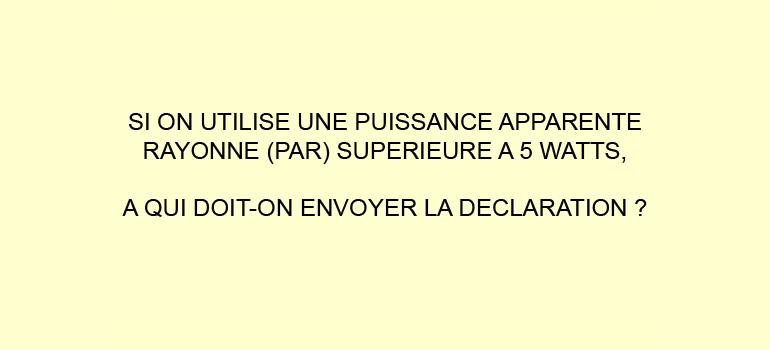 SI ON UTILISE UNE PUISSANCE APPARENTE
RAYONNE (PAR) SUPERIEURE A 5 WATTS,
A QUI DOIT-ON ENVOYER LA DECLARATION ?